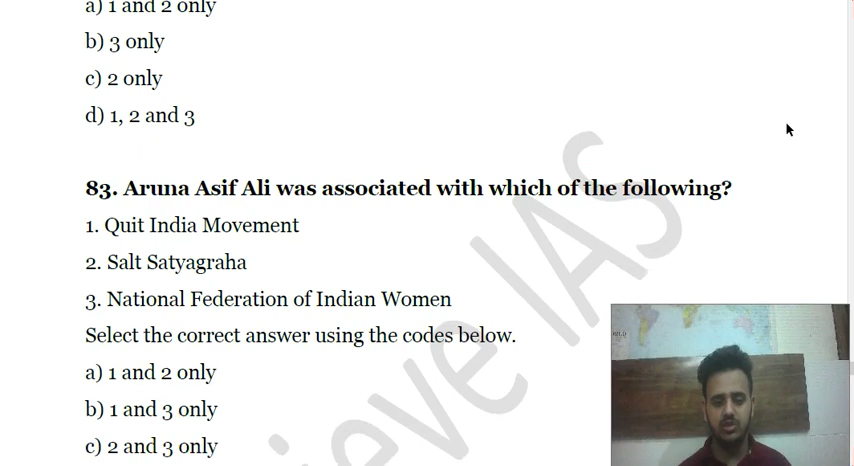 a) 1 and 2 only
b) 3 only
c) 2 only
d) 1, 2 and 3
83. Aruna Asif Ali was associated with which of the following?
1. Quit India Movement
2. Salt Satyagraha
3. National Federation of Indian Women
Select the correct answer using the codes below.
a) 1 and 2 only
b) 1 and 3 only
c) 2 and 3 only
ieve IAS